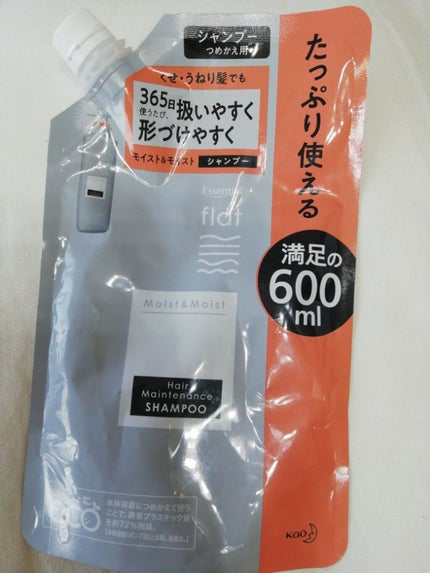 シャンプー
つめかえ用
くせ・うねり髪でも
365日
使うたび、
扱いやすく
形づけやすく
モイスト&モイスト シャンプー
Essential
flat
Moist&Moist
Hair
Maintenance
SHAMPOO
たっぷり使える
満足の
600
ml
本体容器につめかえて使う
ことで、廃棄プラスチック量
を約72%削減。
kao